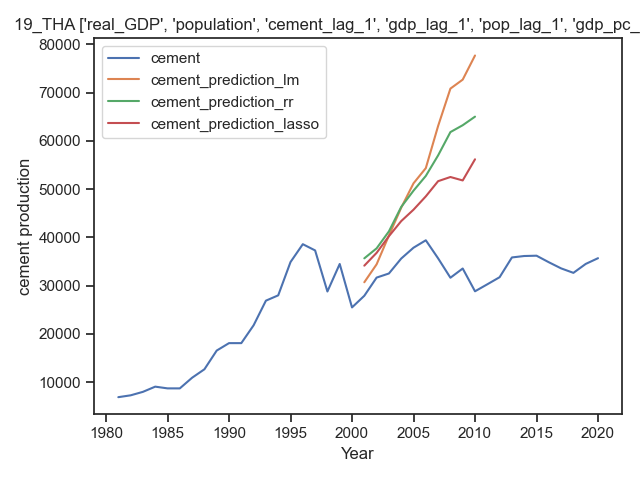 19_THA ['real_GDP', 'population', 'cement_lag_1', 'gdp_lag_1', 'pop_lag_1', 'gdp_pc_
cement
cement_prediction_lm
cement_prediction_rr
cement_prediction_lasso
80000
70000
60000
50000
40000
30000
20000
10000
cement production
1980 1985 1990 1995 2000 2005 2010 2015 2020
Year